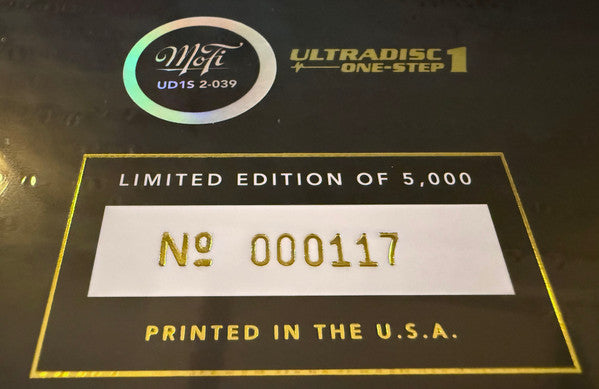 MoFi
UD1S 2-039
ULTRADISC
ONE-STEP 1
LIMITED EDITION OF 5,000
Nº 000117
PRINTED IN THE U.S.A.